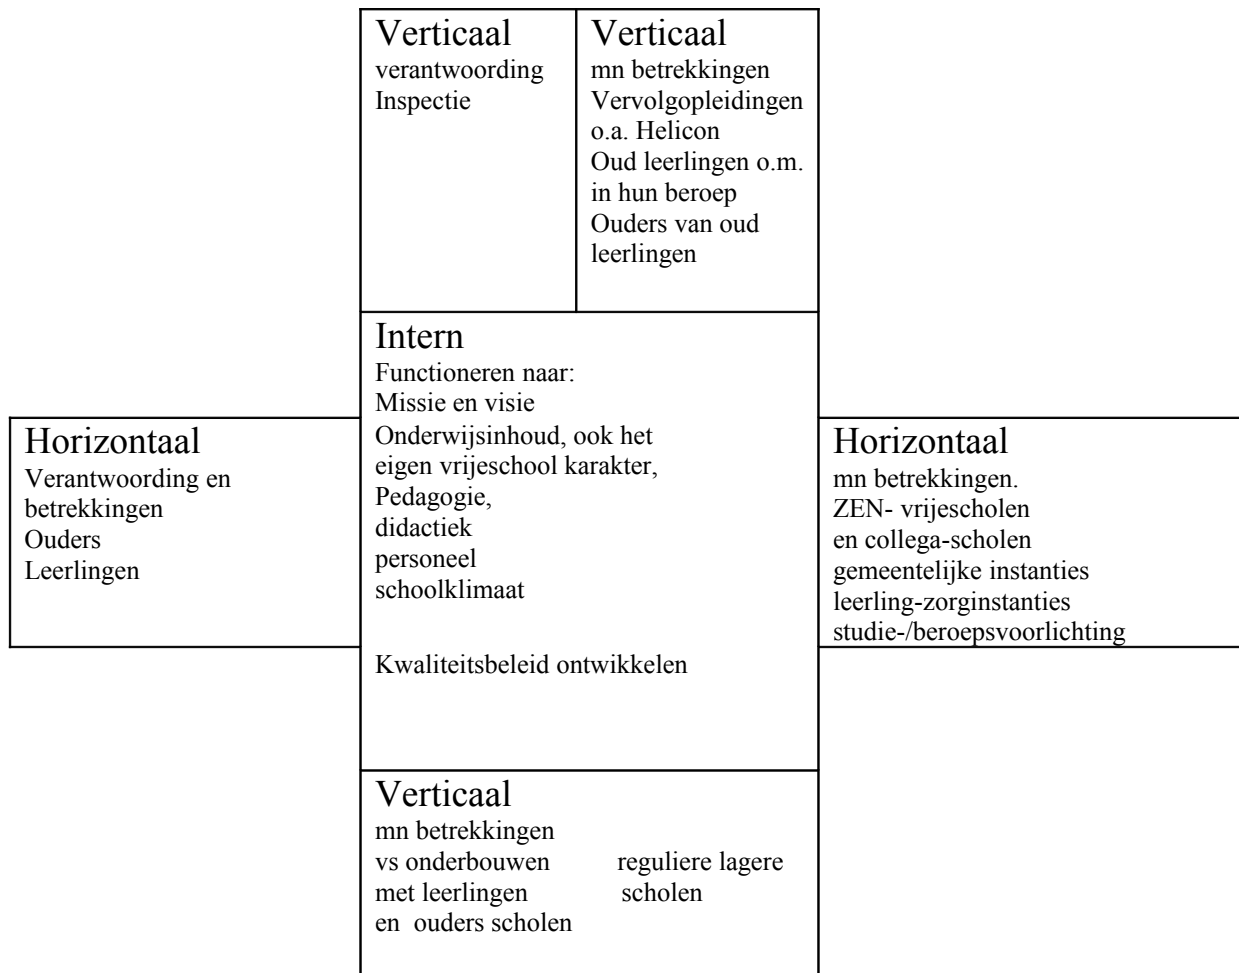 Verticaal
verantwoording
Inspectie
Verticaal
mn betrekkingen
Vervolgopleidingen
o.a. Helicon
Oud leerlingen o.m.
in hun beroep
Ouders van oud
leerlingen
Horizontaal
Verantwoording en
betrekkingen
Ouders
Leerlingen
Intern
Functioneren naar:
Missie en visie
Onderwijsinhoud, ook het
eigen vrijeschool karakter,
Pedagogie,
didactiek
personeel
schoolklimaat
Kwaliteitsbeleid ontwikkelen
Horizontaal
mn betrekkingen.
ZEN- vrijescholen
en collega-scholen
gemeentelijke instanties
leerling-zorginstanties
studie-/beroepsvoorlichting
Verticaal
mn betrekkingen
vs onderbouwen reguliere lagere
met leerlingen scholen
en ouders scholen